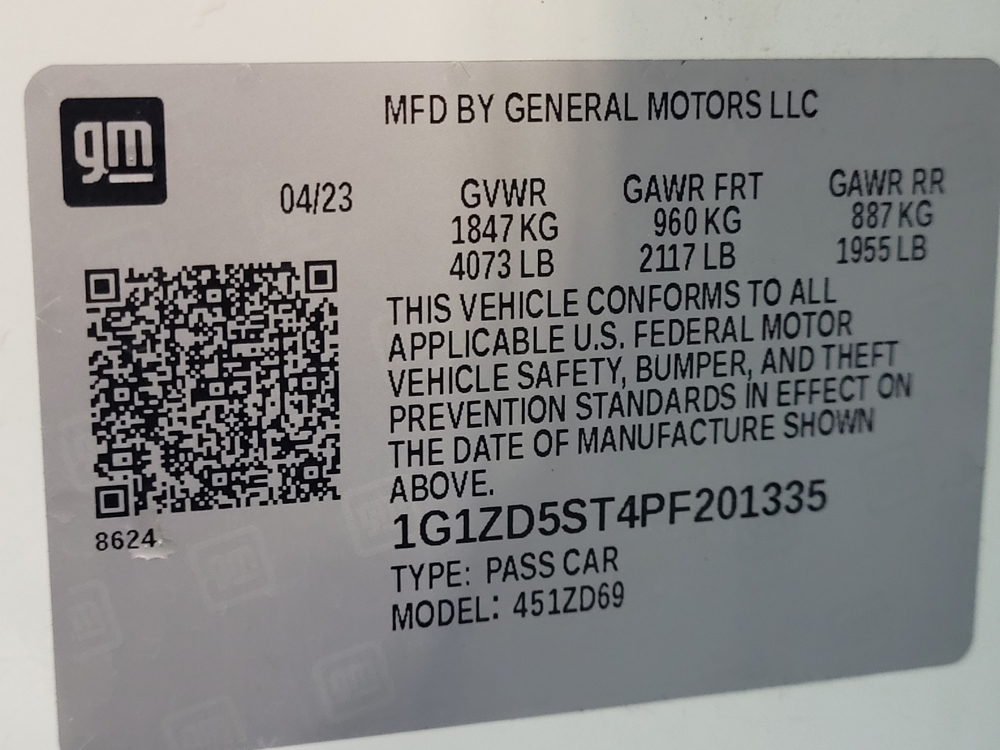 gm
MFD BY GENERAL MOTORS LLC
04/23
GVWR
1847 KG
4073 LB
GAWR FRT
960 KG
2117 LB
GAWR RR
887 KG
1955 LB
THIS VEHICLE CONFORMS TO ALL
APPLICABLE U.S. FEDERAL MOTOR
VEHICLE SAFETY, BUMPER, AND THEFT
PREVENTION STANDARDS IN EFFECT ON
THE DATE OF MANUFACTURE SHOWN
ABOVE.
1G1ZD5ST4PF201335
TYPE: PASS CAR
MODEL: 451ZD69
8624